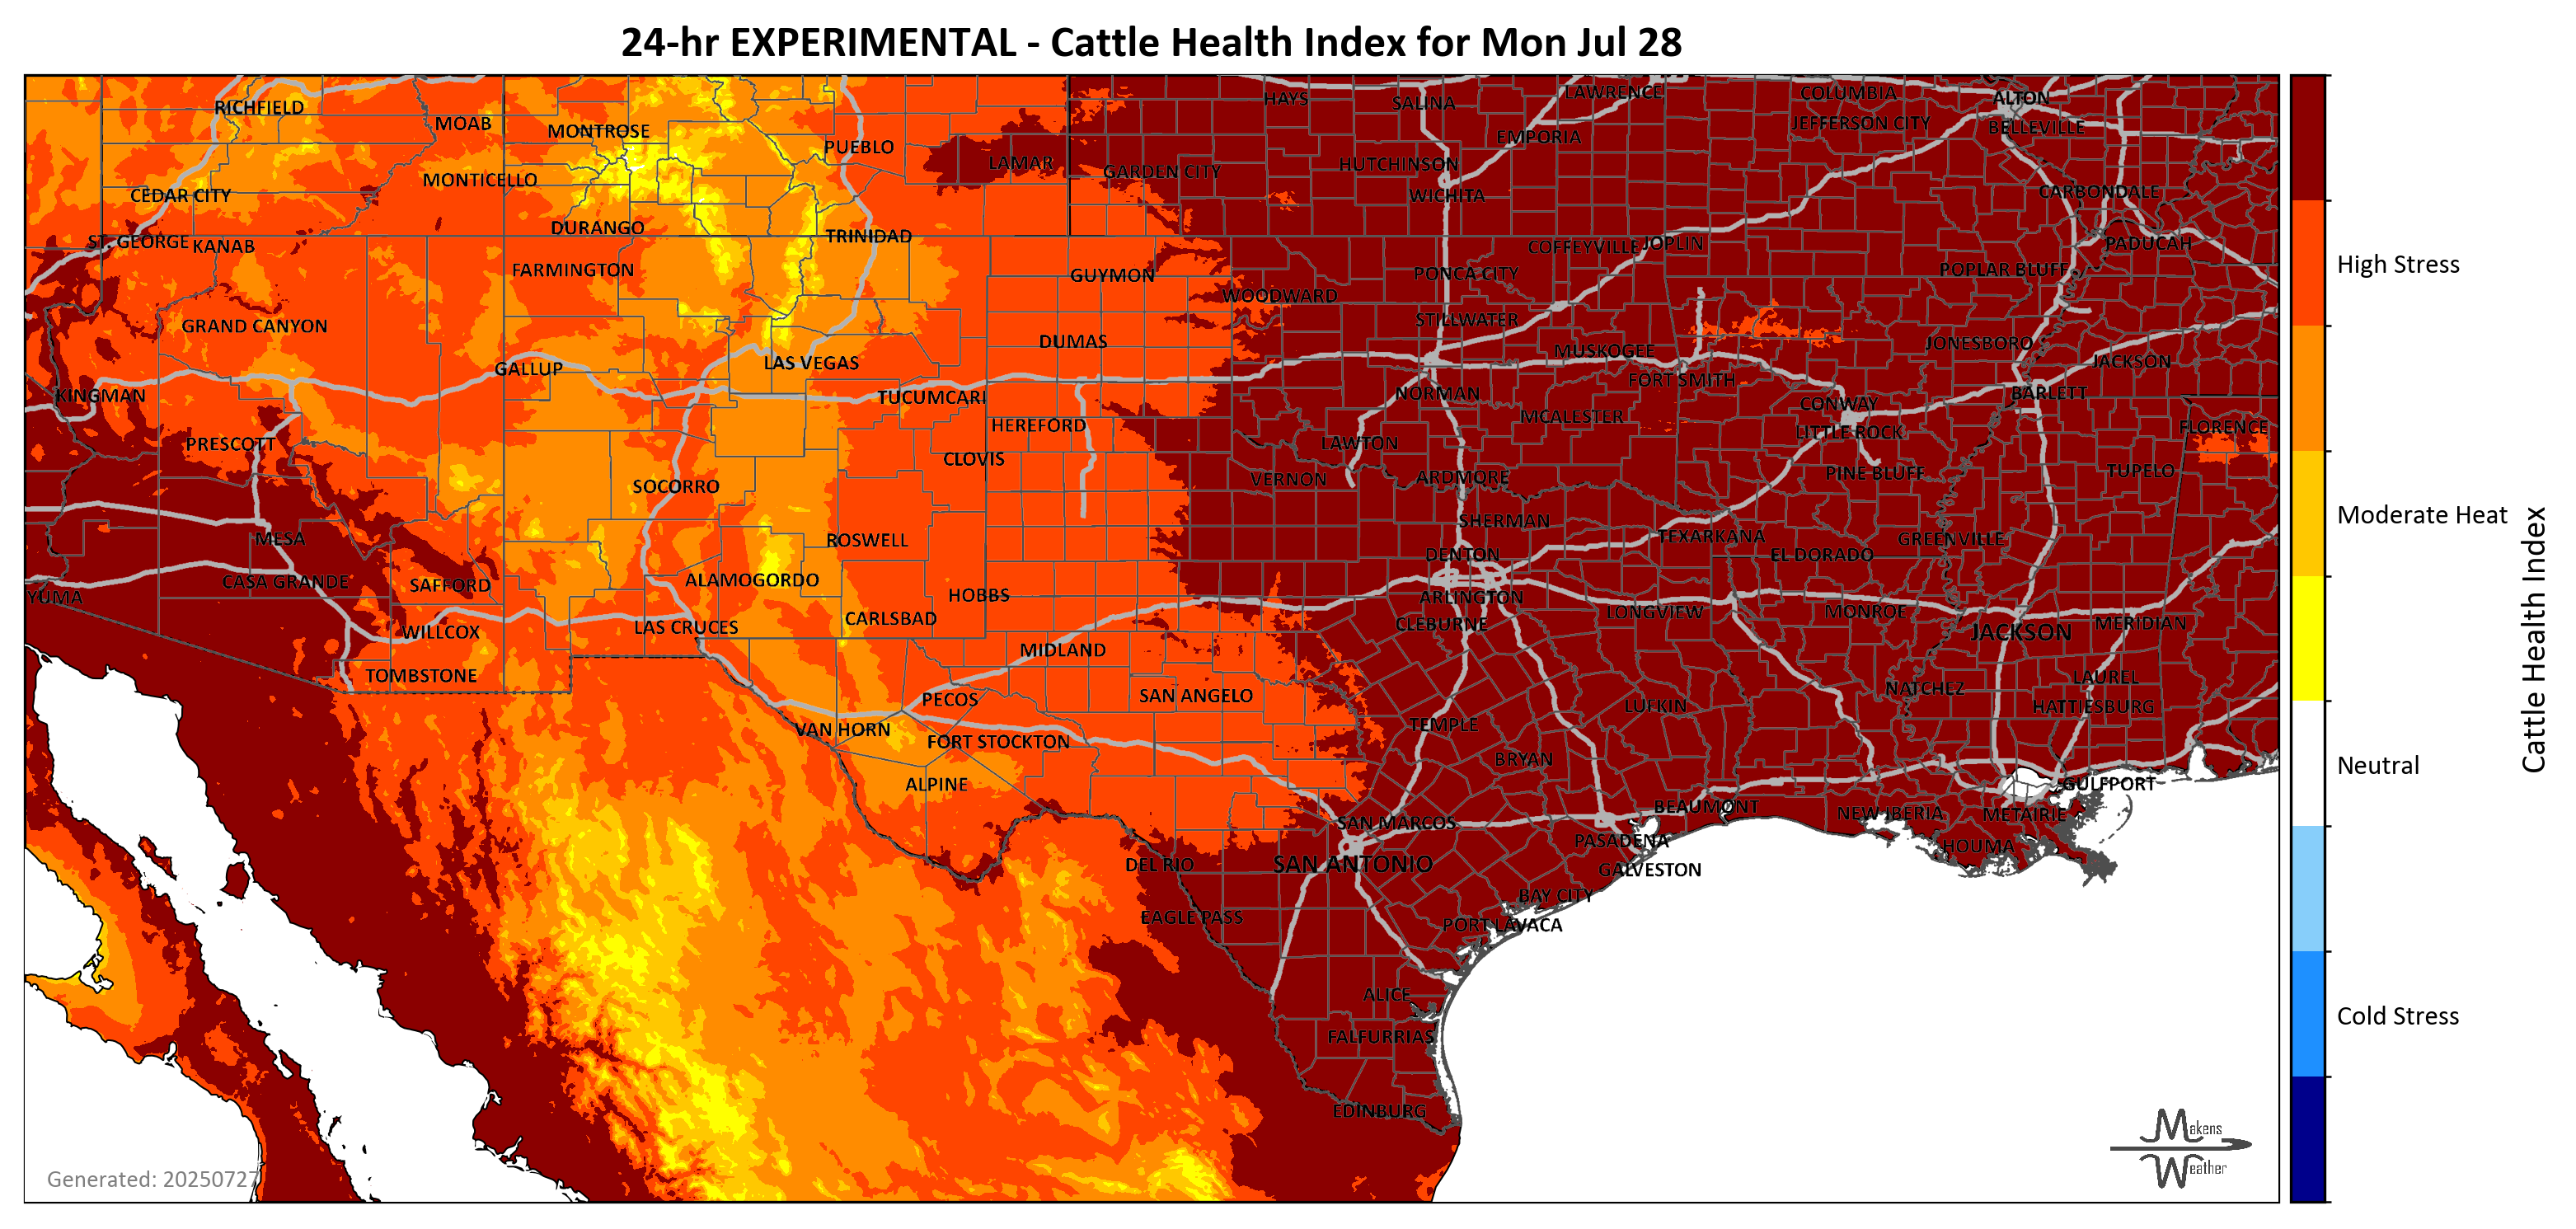 24-hr EXPERIMENTAL - Cattle Health Index for Mon Jul 28
RICHFIELD
MOAB
MONTROSE
PUEBLO
LAMAR
HAYS
SALINA
LAWRENCE
COLUMBIA
ALTON
JEFFERSON CITY
BELLEVILLE
EMPORIA
HUTCHINSON
GARDEN CITY
WICHITA
CARBONDALE
CEDAR CITY
MONTICELLO
DURANGO
TRINIDAD
ST. GEORGE
KANAB
FARMINGTON
GUYMON
COFFEYVILLE
JOPLIN
PADUCAH
PONCA CITY
POPLAR BLUFF
WOODWARD
STILLWATER
GRAND CANYON
DUMAS
MUSKOGEE
JONESBORO
JACKSON
GALLUP
LAS VEGAS
FORT SMITH
KINGMAN
TUCUMCARI
NORMAN
CONWAY
BARLETT
HEREFORD
MCALESTER
LITTLE ROCK
FLORENCE
PRESCOTT
CLOVIS
LAWTON
SOCORRO
VERNON
ARDMORE
PINE BLUFF
TUPELO
SHERMAN
MESA
ROSWELL
DENTON
TEXARKANA
EL DORADO
GREENVILLE
YUMA
CASA GRANDE
SAFFORD
ALAMOGORDO
HOBBS
ARLINGTON
CARLSBAD
CLEBURNE
LONGVIEW
MONROE
MERIDIAN
WILLCOX
LAS CRUCES
JACKSON
MIDLAND
TOMBSTONE
PECOS
SAN ANGELO
LAUREL
NATCHEZ
LUFKIN
HATTIESBURG
VAN HORN
FORT STOCKTON
TEMPLE
BRYAN
ALPINE
GULFPORT
BEAUMONT
NEW IBERIA
METAIRIE
SAN MARCOS
PASADENA
HOUMA
DEL RIO
SAN ANTONIO
GALVESTON
BAY CITY
EAGLE PASS
PORT LAVACA
ALICE
FALFURRIAS
EDINBURG
Generated: 20250727
Makens
Weather
High Stress
Moderate Heat
Neutral
Cold Stress
Cattle Health Index